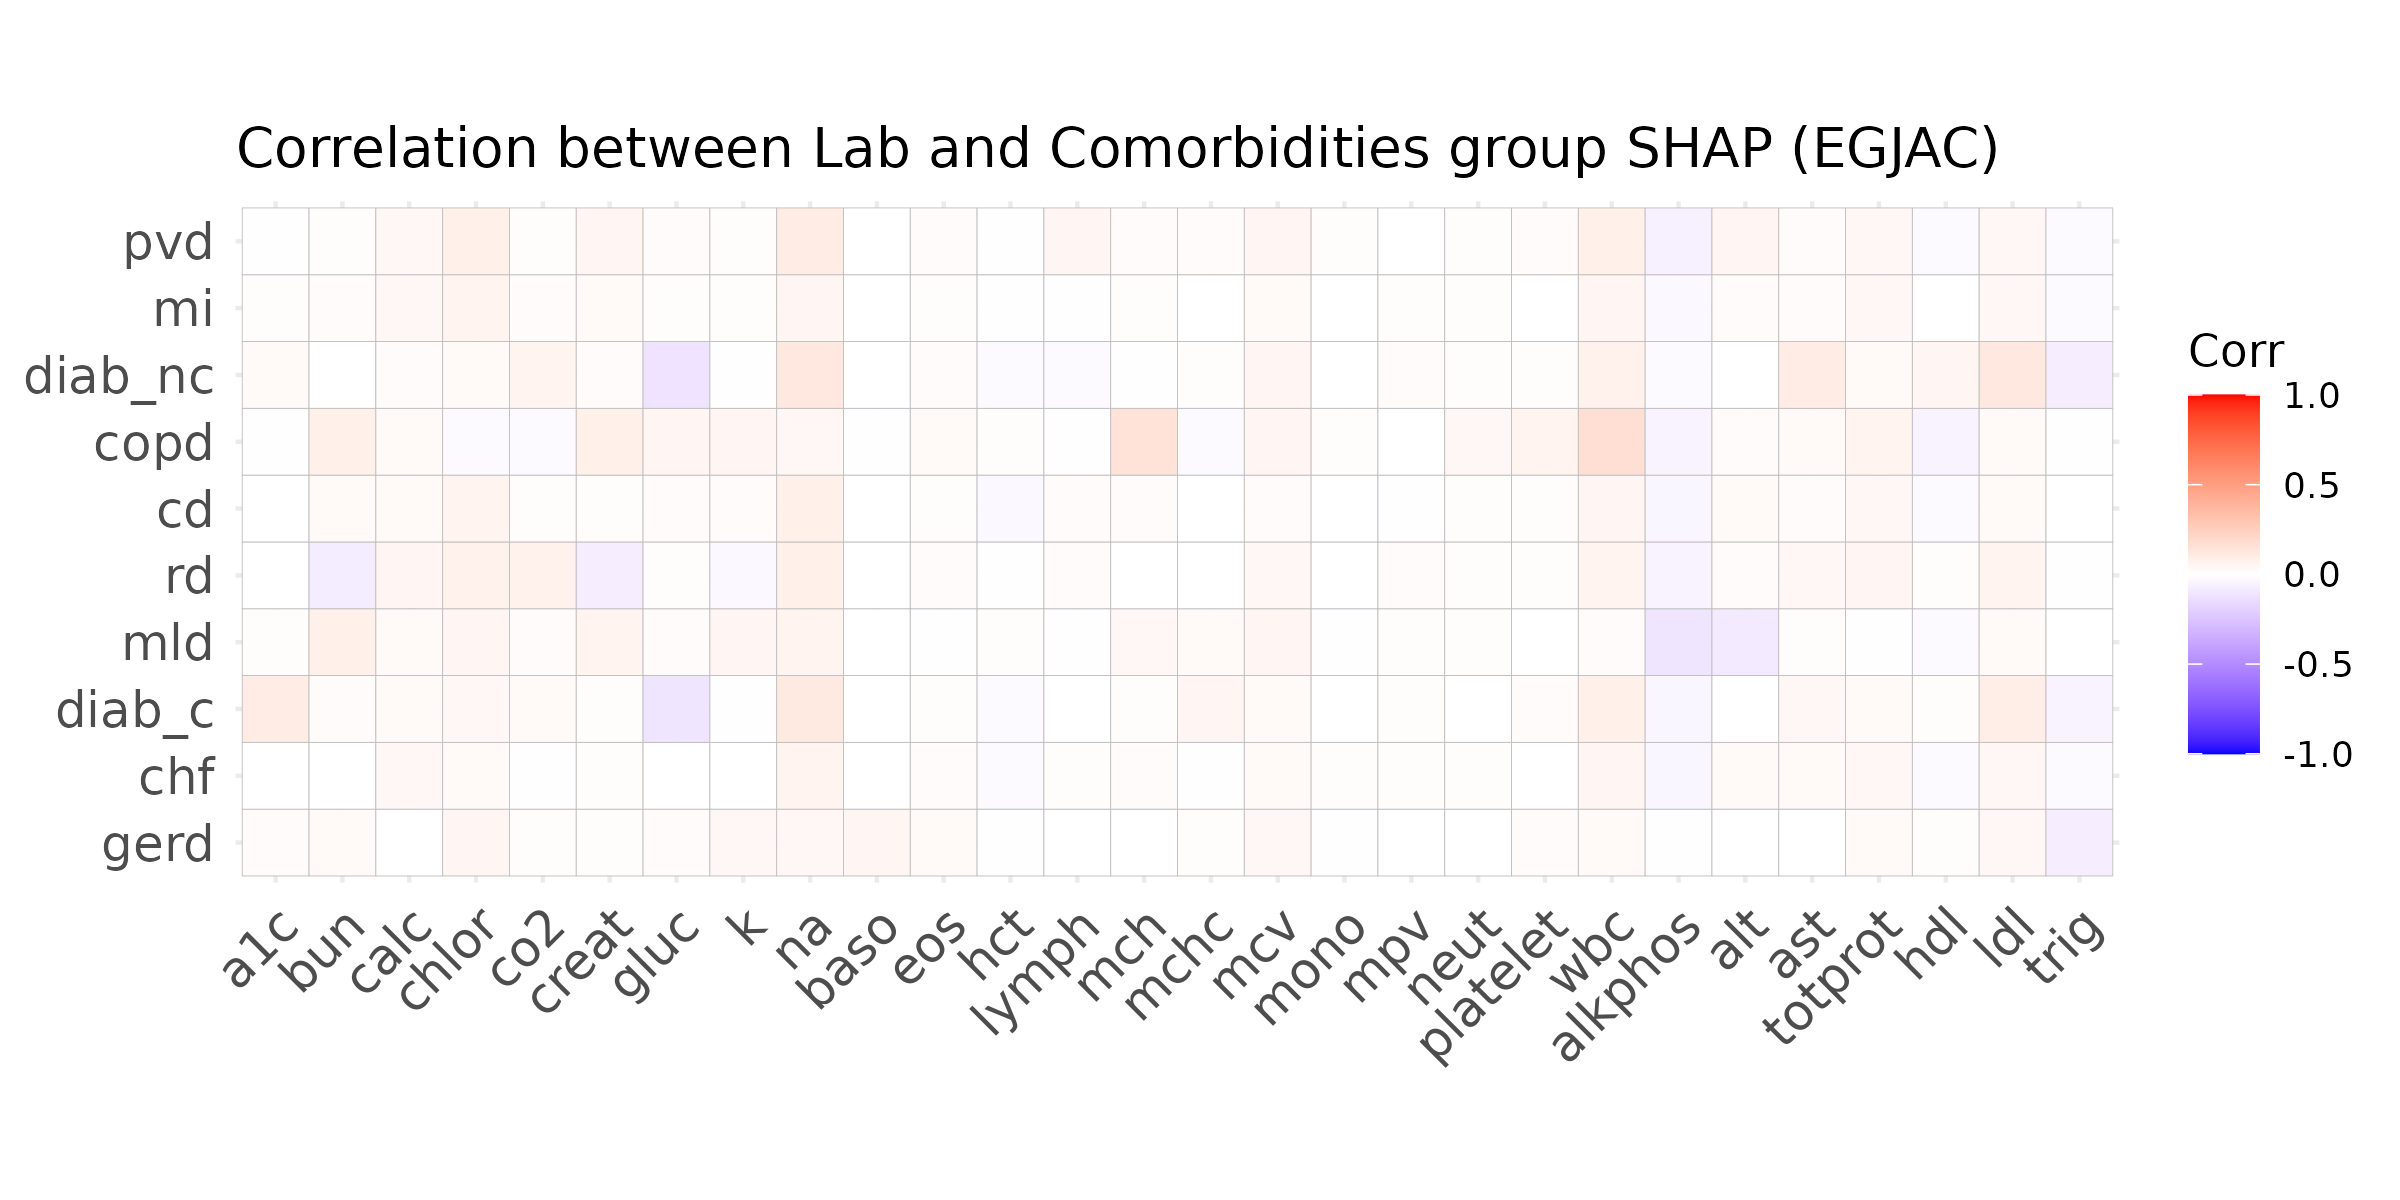 Correlation between Lab and Comorbidities group SHAP (EGJAC)
pvd
mi
diab_nc
copd
cd
rd
mld
diab_c
chf
gerd
a1c
bun
calc
chlor
co2
creat
gluc
k
na
baso
eos
hct
lymph
mch
mchc
mcv
mono
mpv
neut
platelet
wbc
alkphos
alt
ast
totprot
hdl
ldl
trig
Corr
1.0
0.5
0.0
-0.5
-1.0